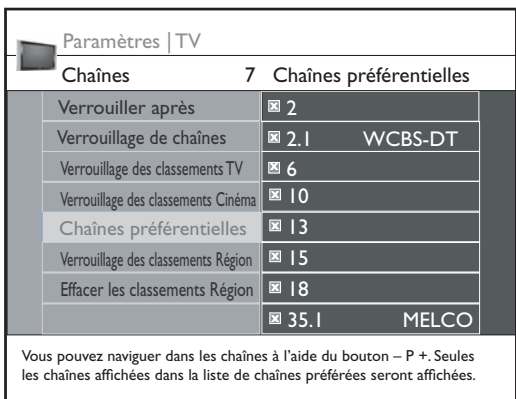 Paramètres | TV
Chaînes 7 Chaînes préférentielles
Verrouiller après 2
Verrouillage de chaînes 2.1 WCBS-DT
Verrouillage des classements TV 6
Verrouillage des classements Cinéma 10
Chaînes préférentielles 13
Verrouillage des classements Région 15
Effacer les classements Région 18
35.1 MELCO
Vous pouvez naviguer dans les chaînes à l'aide du bouton – P +. Seules
les chaînes affichées dans la liste de chaînes préférées seront affichées.